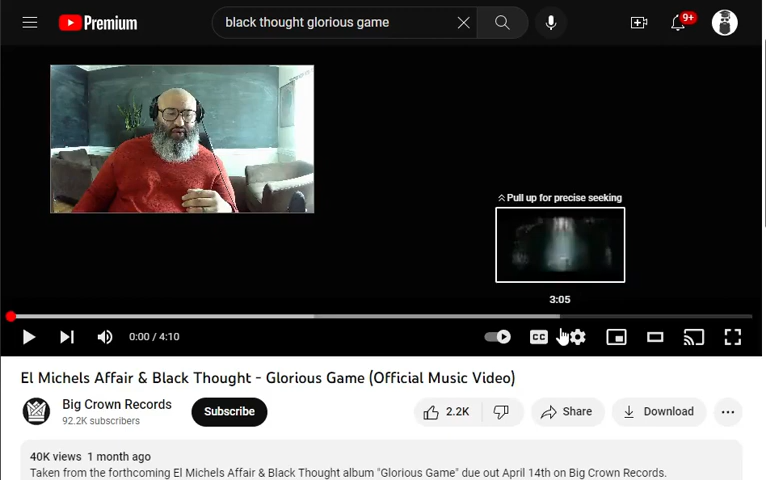 Premium
black thought glorious game
9+
Pull up for precise seeking
3:05
0:00 / 4:10
CC
El Michels Affair & Black Thought - Glorious Game (Official Music Video)
Big Crown Records
92.2K subscribers
Subscribe
2.2K
Share
Download
40K views 1 month ago
Taken from the forthcoming El Michels Affair & Black Thought album "Glorious Game" due out April 14th on Big Crown Records.